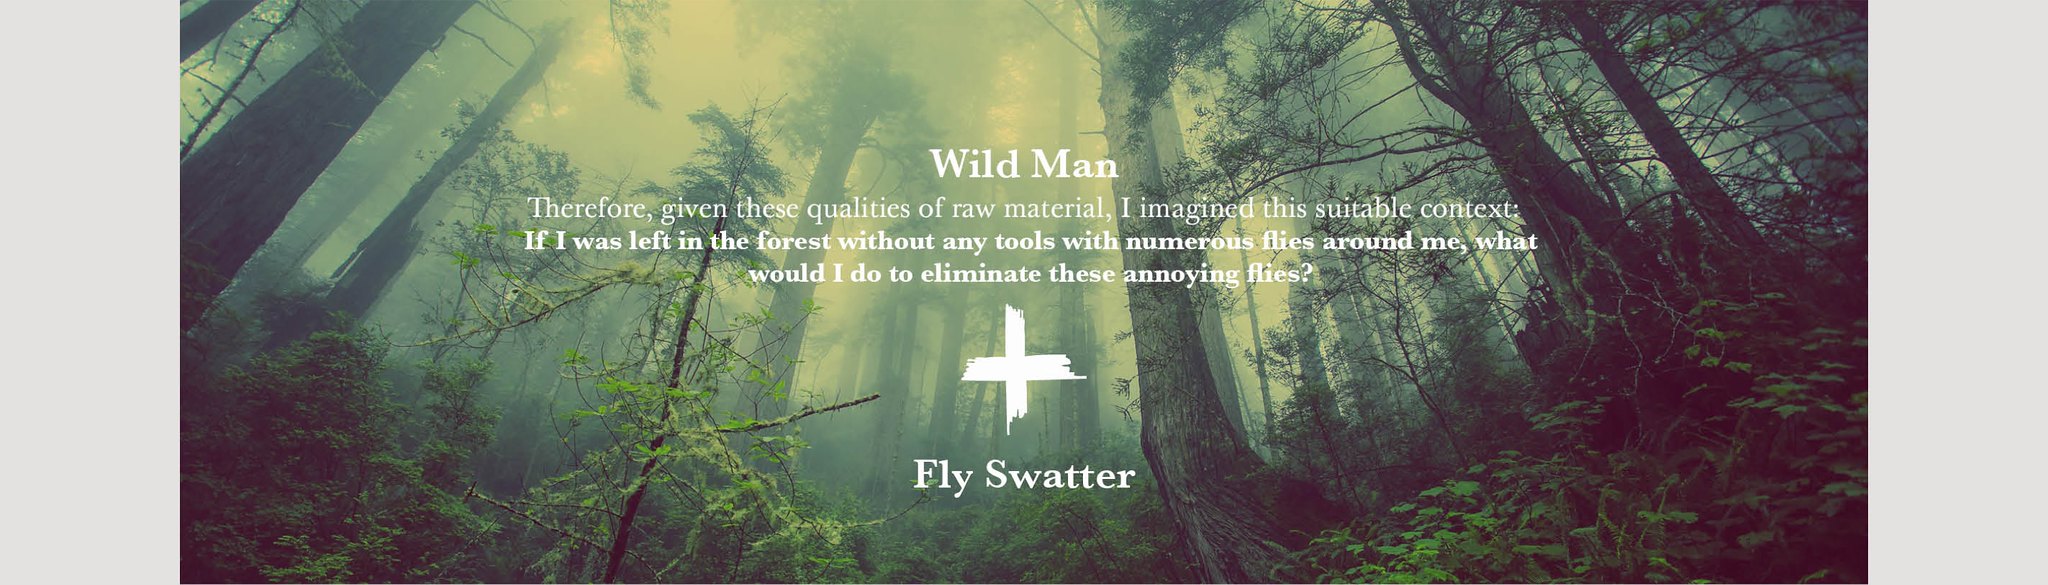 Wild Man
Therefore, given these qualities of raw material, I imagined this suitable context:
If I was left in the forest without any tools with numerous flies around me, what
would I do to eliminate these annoying flies?
Fly Swatter